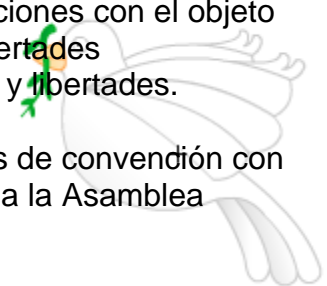 ciones con el objeto
ertades
y libertades.
s de convención con
a la Asamblea